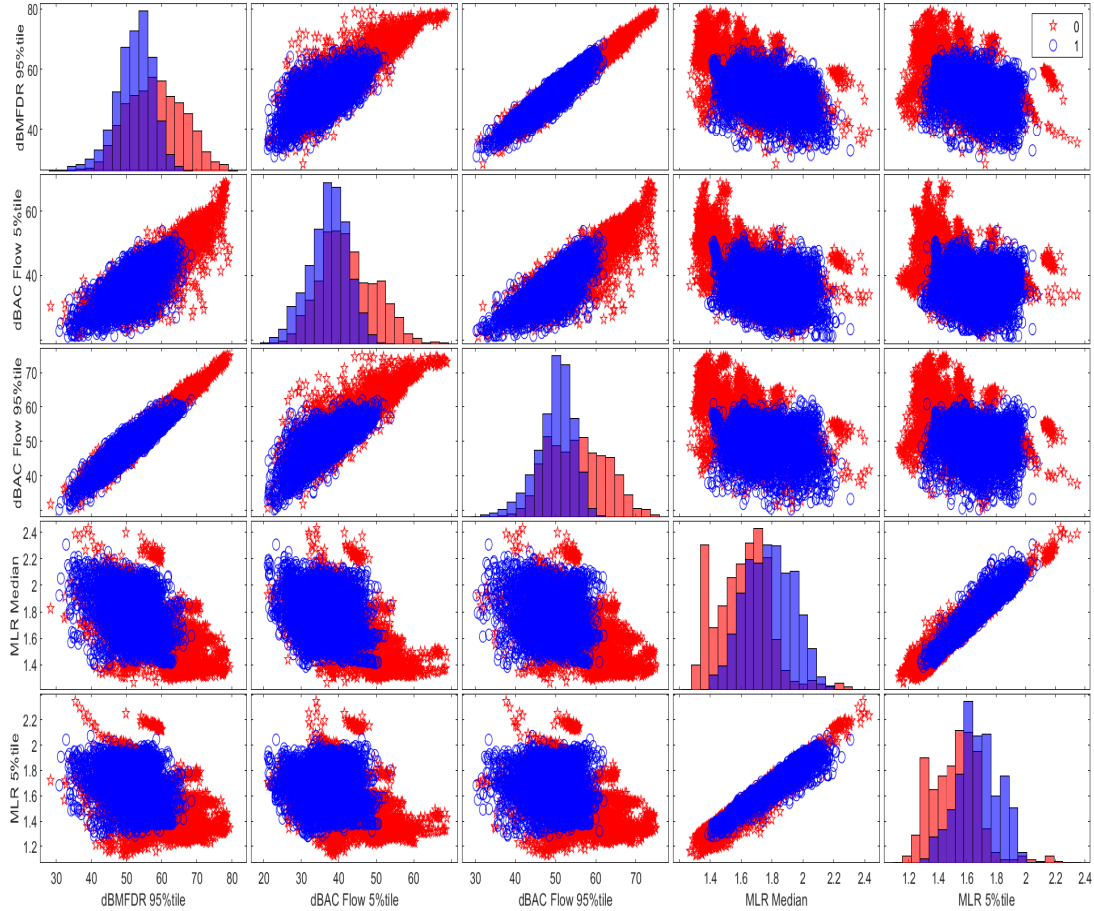 80
60
40
dBMFDR 95%tile
0
1
60
40
20
dBAC Flow 5%tile
70
60
50
40
30
dBAC Flow 95%tile
2.4
2.2
2
1.8
1.6
1.4
MLR Median
2.2
2
1.8
1.6
1.4
1.2
MLR 5%tile
30 40 50 60 70 80
20 30 40 50 60 70
30 40 50 60 70
1.4 1.6 1.8 2 2.2 2.4
1.2 1.4 1.6 1.8 2 2.2 2.4
dBMFDR 95%tile
dBAC Flow 5%tile
dBAC Flow 95%tile
MLR Median
MLR 5%tile